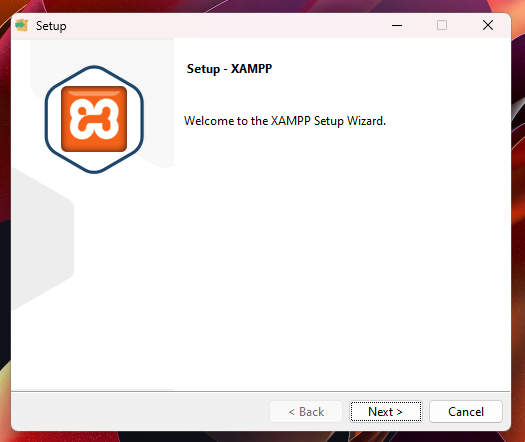 Setup
Setup - XAMPP
Welcome to the XAMPP Setup Wizard.
< Back
Next >
Cancel